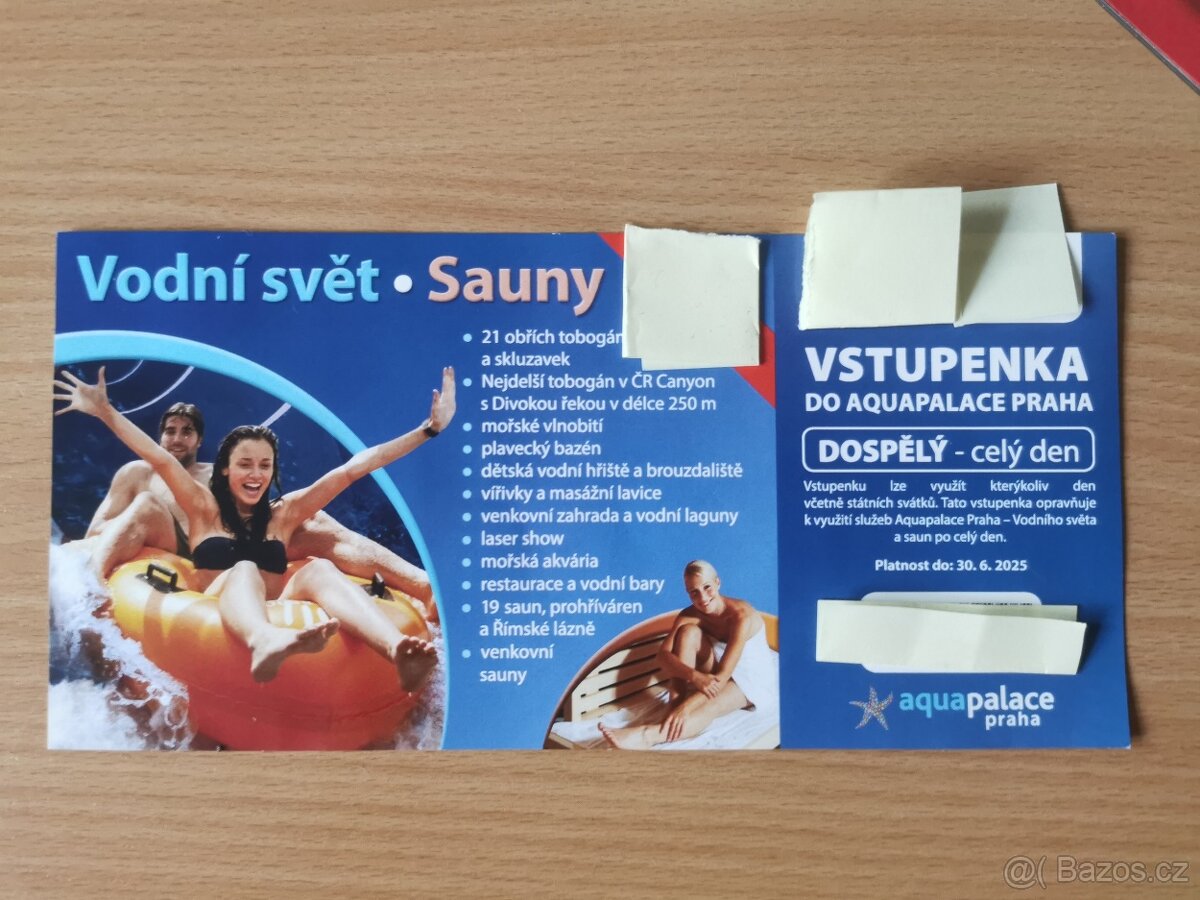 Vodní svět • Sauny
• 21 obřích tobogán
a skluzavek
• Nejdelší tobogán v ČR Canyon
s Divokou řekou v délce 250 m
• mořské vlnobití
• plavecký bazén
• dětská vodní hřiště a brouzdaliště
• vířivky a masážní lavice
• venkovní zahrada a vodní laguny
• laser show
• mořská akvária
• restaurace a vodní bary
• 19 saun, prohříváren
a Římské lázně
• venkovní
sauny
VSTUPENKA
DO AQUAPALACE PRAHA
DOSPĚLÝ - celý den
Vstupenku lze využít kterýkoliv den
včetně státních svátků. Tato vstupenka opravňuje
k využití služeb Aquapalace Praha – Vodního světa
a saun po celý den.
Platnost do: 30. 6. 2025
aquapalace
praha
@( Bazos.cz